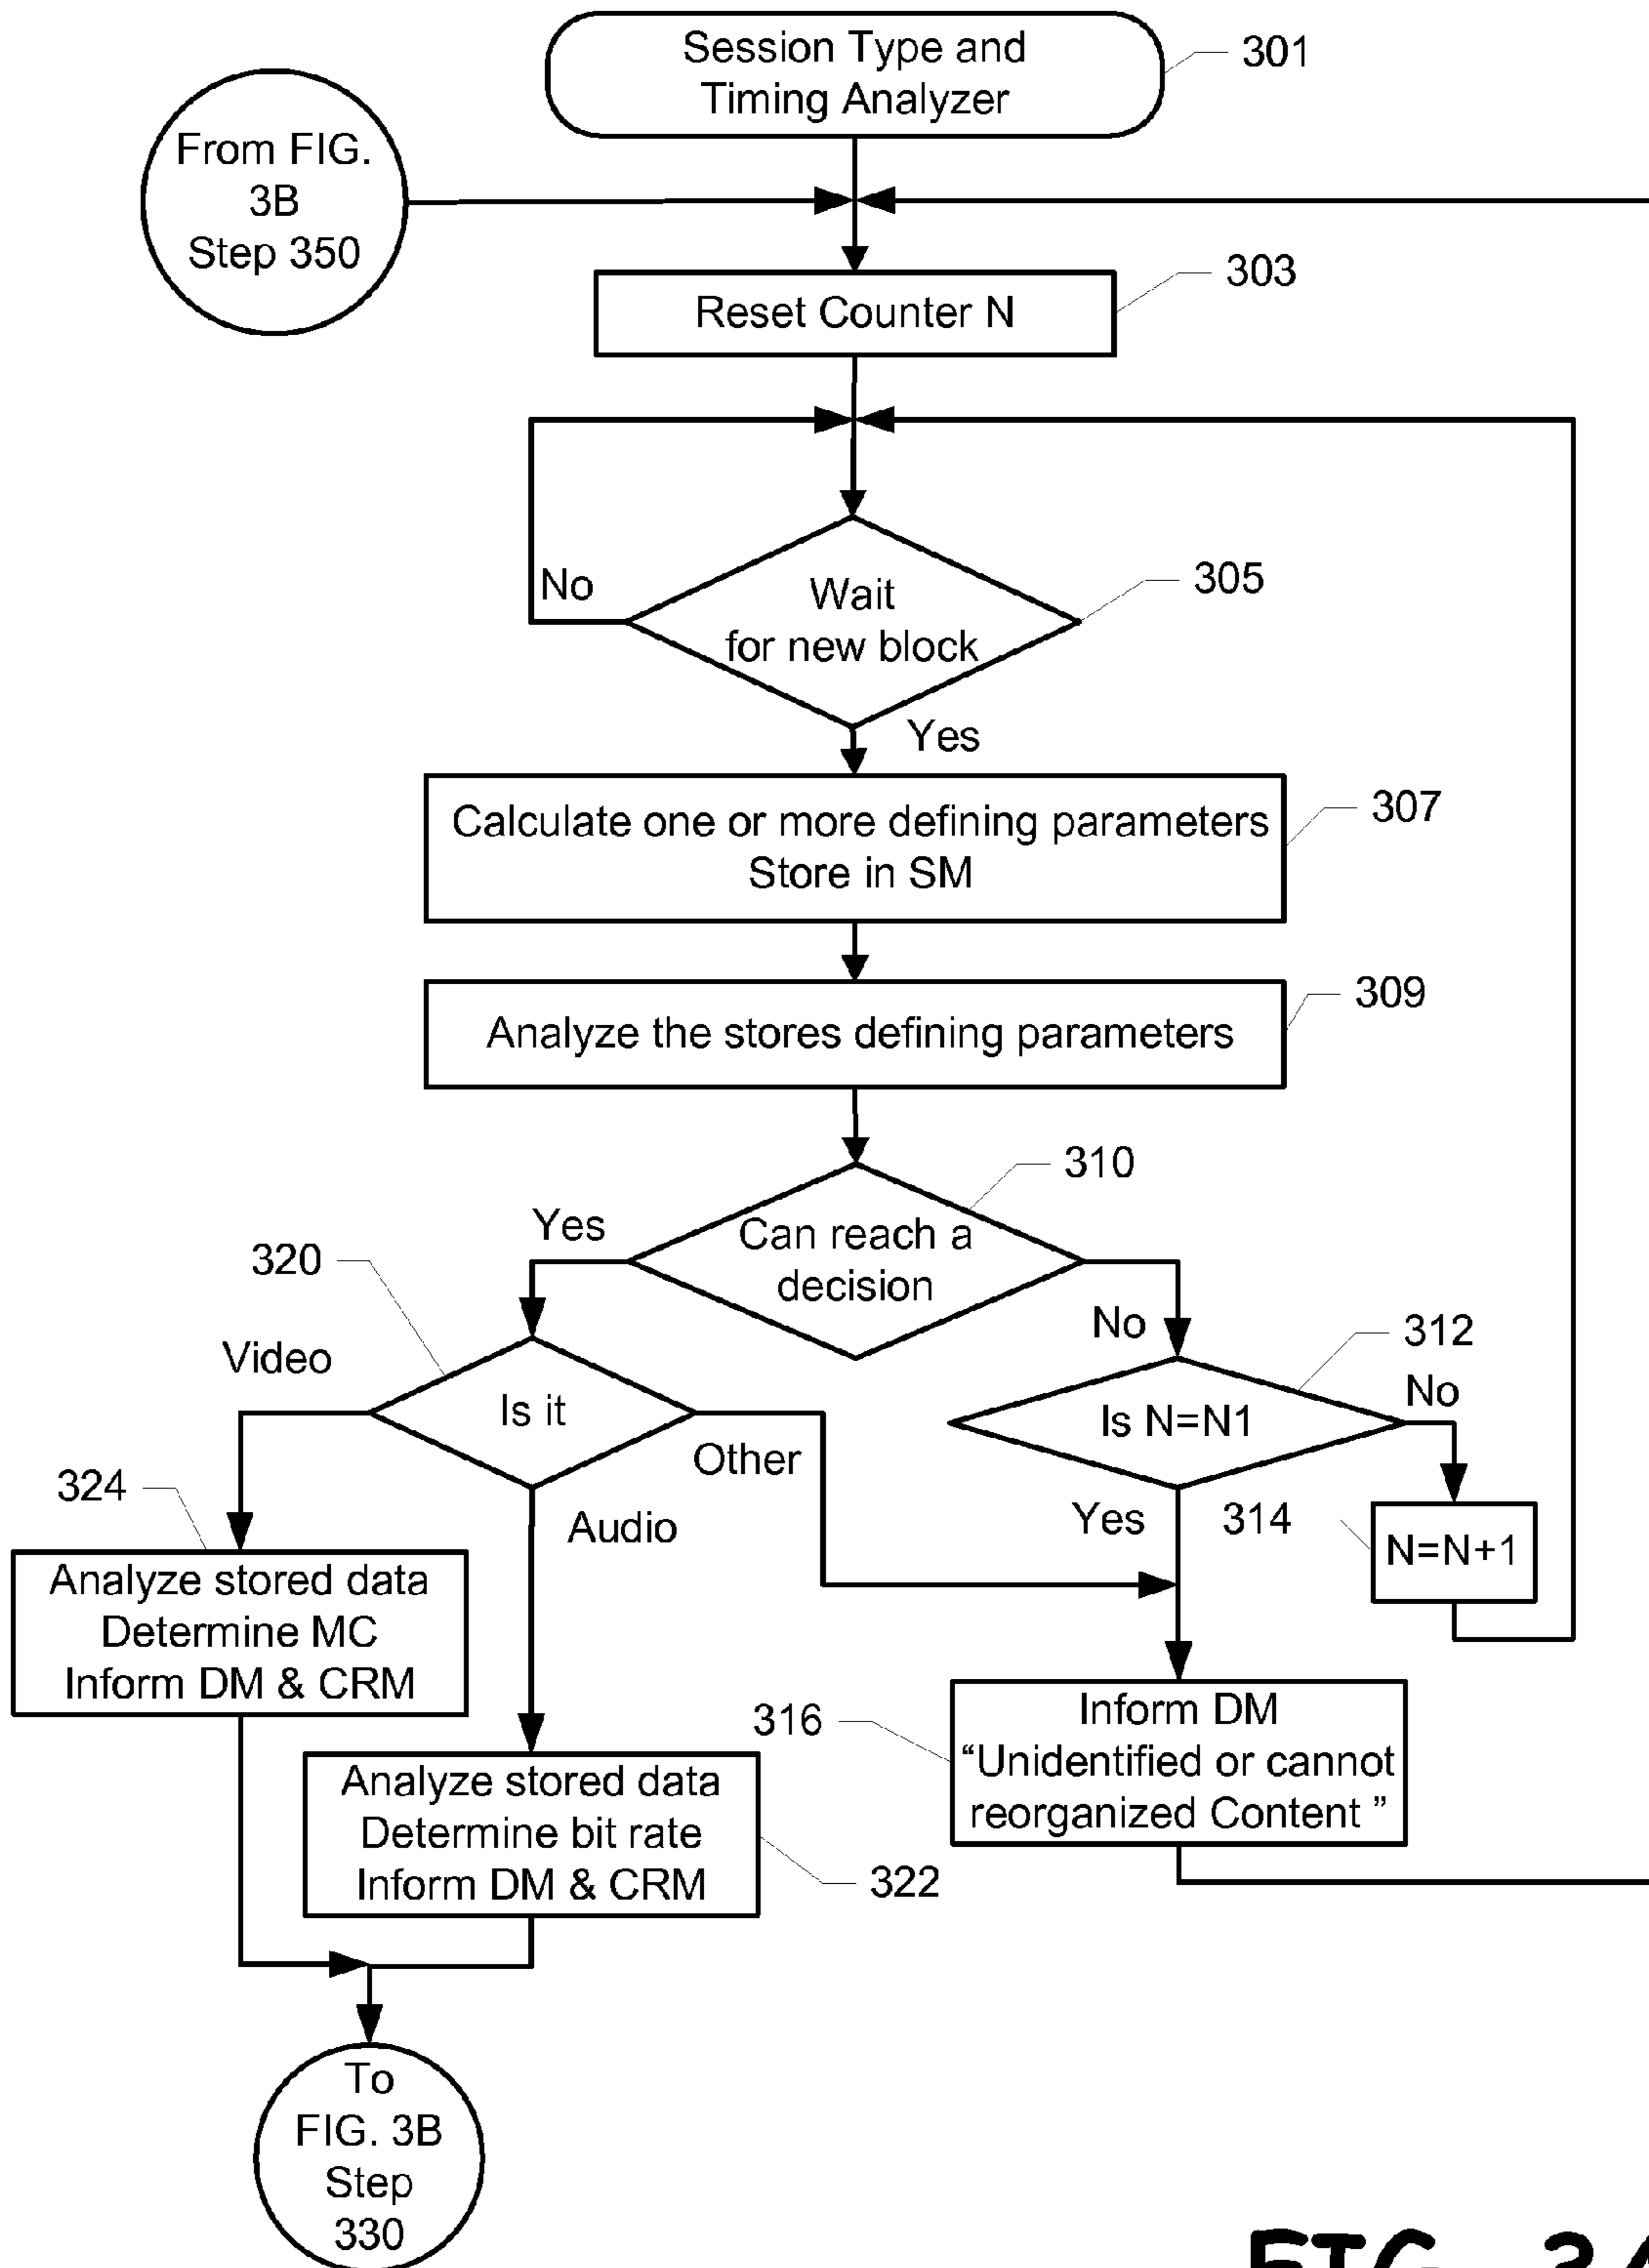 Session Type and
Timing Analyzer
301
From FIG.
3B
Step 350
303
Reset Counter N
No
Wait
for new block
305
Yes
Calculate one or more defining parameters
Store in SM
307
Analyze the stores defining parameters
309
310
Yes
Can reach a
decision
320
No
312
Video
Is it
Is N=N1
No
Other
324
Audio
Yes
314
N=N+1
Analyze stored data
Determine MC
Inform DM & CRM
316
Inform DM
“Unidentified or cannot
reorganized Content ”
Analyze stored data
Determine bit rate
Inform DM & CRM
322
To
FIG. 3B
Step
330
FIG. 3A